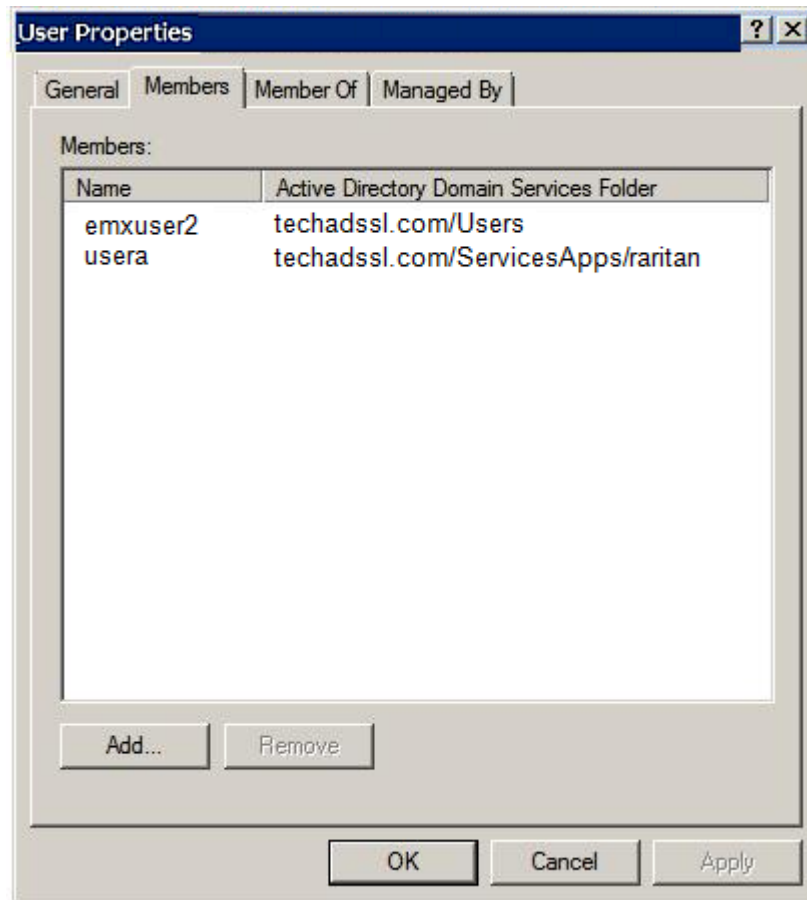 User Properties ? X
General Members Member Of Managed By
Members:
Name Active Directory Domain Services Folder
emxuser2 techadssl.com/Users
usera techadssl.com/ServicesApps/raritan
Add... Remove
OK Cancel Apply